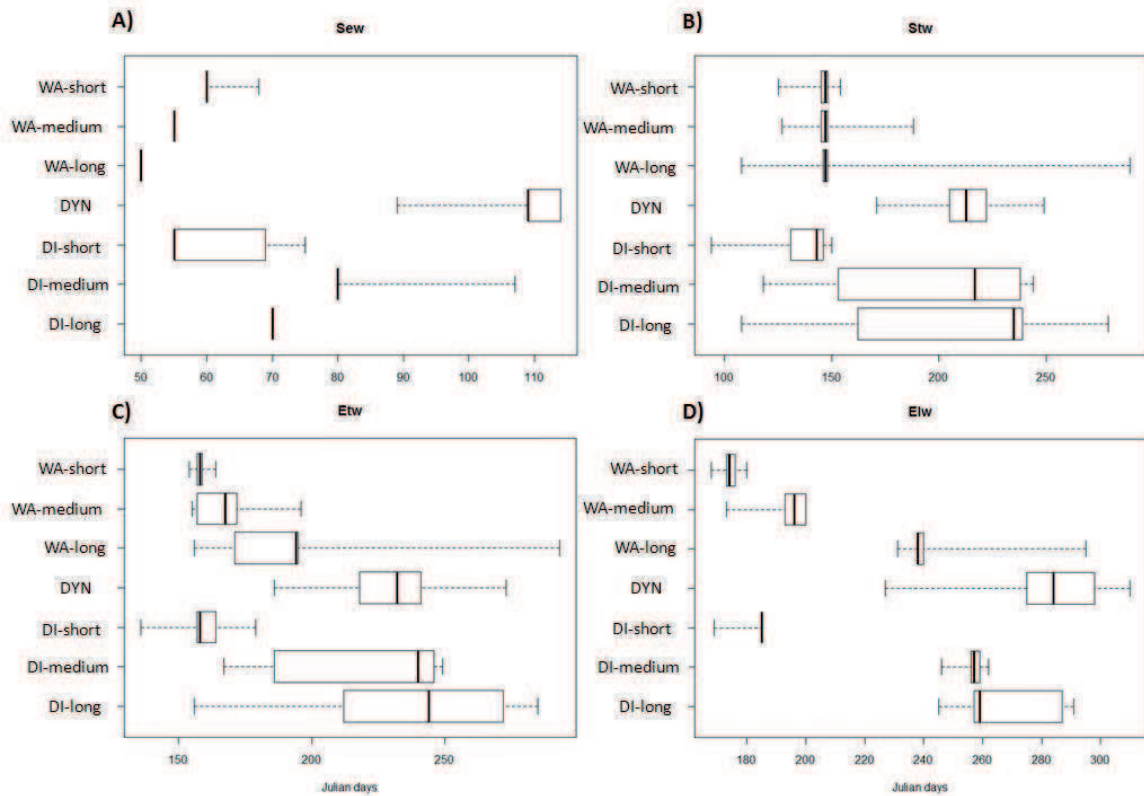 A)
Sew
WA-short
WA-medium
WA-long
DYN
DI-short
DI-medium
DI-long
50 60 70 80 90 100 110
B)
Stw
WA-short
WA-medium
WA-long
DYN
DI-short
DI-medium
DI-long
100 150 200 250
C)
Etw
WA-short
WA-medium
WA-long
DYN
DI-short
DI-medium
DI-long
150 200 250
Julian days
D)
Elw
WA-short
WA-medium
WA-long
DYN
DI-short
DI-medium
DI-long
180 200 220 240 260 280 300
Julian days